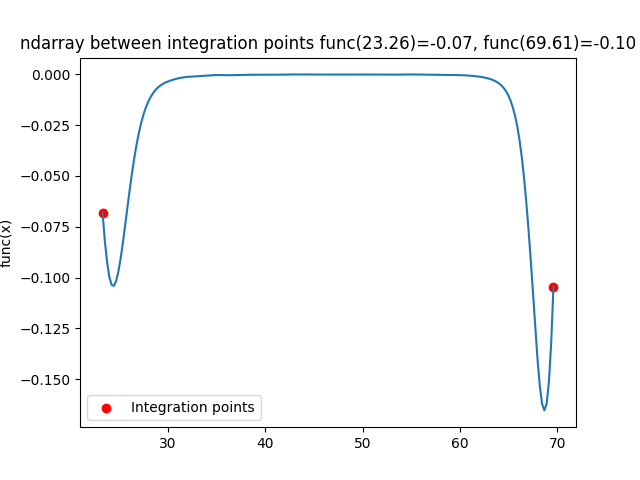 ndarray between integration points func(23.26)=-0.07, func(69.61)=-0.10
0.000
−0.025
−0.050
−0.075
−0.100
−0.125
−0.150
func(x)
Integration points
30 40 50 60 70